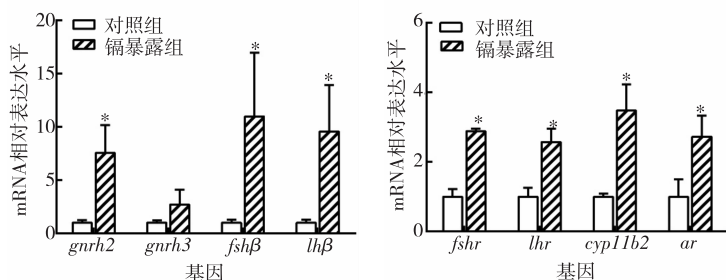 mRNA相对表达水平
20
15
10
5
0
对照组
镉暴露组
*
*
*
gnrh2 gnrh3 fshβ lhβ
基因
mRNA相对表达水平
6
4
2
0
对照组
镉暴露组
*
*
*
*
fshr lhr cyp11b2 ar
基因